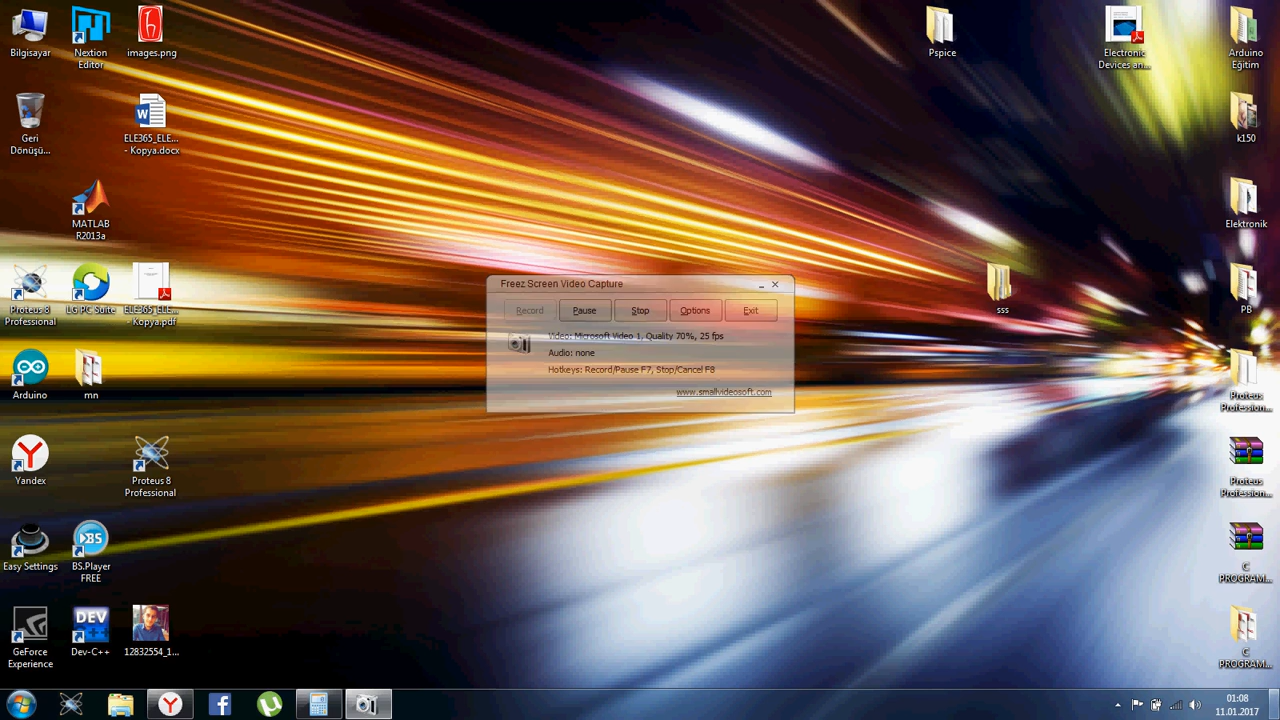 Bilgisayar
Nextion
Editor
images.png
Pspice
Electronic
Devices an...
Arduino
Eğitim
Geri
Dönüşü...
ELE365_ELE...
- Kopya.docx
k150
MATLAB
R2013a
Elektronik
Proteus 8
Professional
LG PC Suite
ELE365_ELE...
- Kopya.pdf
sss
PB
Freez Screen Video Capture
Record
Pause
Stop
Options
Exit
Video: Microsoft Video 1, Quality 70%, 25 fps
Audio: none
Hotkeys: Record/Pause F7, Stop/Cancel F8
www.smallvideosoft.com
Arduino
mn
Proteus
Profession...
Yandex
Proteus 8
Professional
Proteus
Profession...
Easy Settings
BS
BS.Player
FREE
C
PROGRAM...
DEV
C++
GeForce
Experience
Dev-C++
12832554_1...
C
PROGRAM...
01:08
11.01.2017